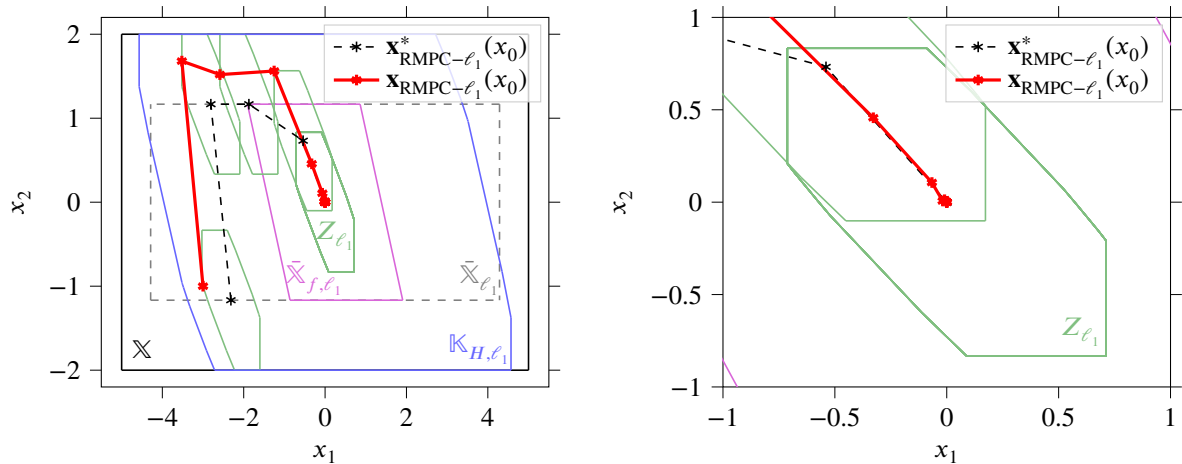 2
1
0
−1
−2
x₂
−4
−2
0
2
4
x₁
x*RMPC−ℓ₁(x₀)
xRMPC−ℓ₁(x₀)
Zℓ₁
𝕏̄f,ℓ₁
𝕏̄ℓ₁
𝕏
𝕂H,ℓ₁
1
0.5
0
−0.5
−1
x₂
−1
−0.5
0
0.5
1
x₁
x*RMPC−ℓ₁(x₀)
xRMPC−ℓ₁(x₀)
Zℓ₁